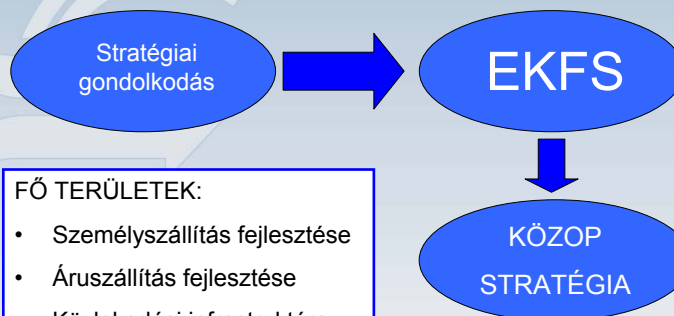 Stratégiai
gondolkodás
EKFS
FŐ TERÜLETEK:
• Személyszállítás fejlesztése
• Áruszállítás fejlesztése
KÖZOP
STRATÉGIA